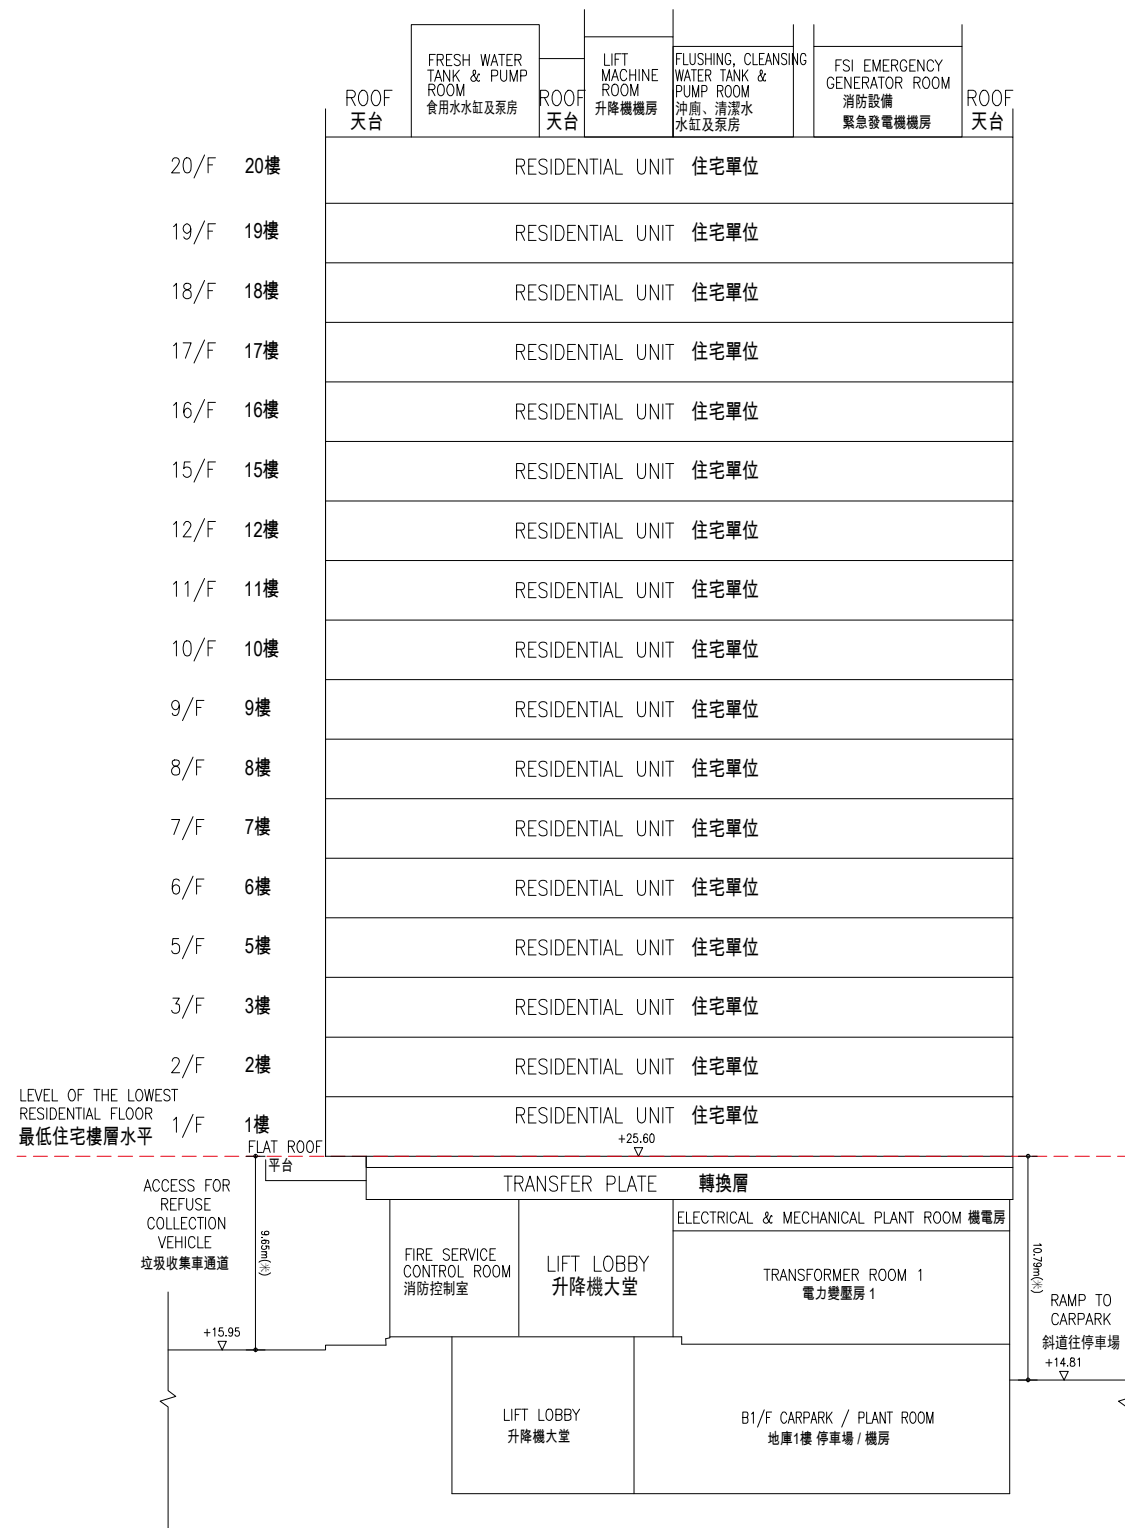 FRESH WATER
TANK & PUMP
ROOM
食用水水缸及泵房
LIFT
MACHINE
ROOM
升降機機房
FLUSHING, CLEANSING
WATER TANK &
PUMP ROOM
沖廁、清潔水
水缸及泵房
FSI EMERGENCY
GENERATOR ROOM
消防設備
緊急發電機機房
ROOF
天台
ROOF
天台
ROOF
天台
20/F 20樓 RESIDENTIAL UNIT 住宅單位
19/F 19樓 RESIDENTIAL UNIT 住宅單位
18/F 18樓 RESIDENTIAL UNIT 住宅單位
17/F 17樓 RESIDENTIAL UNIT 住宅單位
16/F 16樓 RESIDENTIAL UNIT 住宅單位
15/F 15樓 RESIDENTIAL UNIT 住宅單位
12/F 12樓 RESIDENTIAL UNIT 住宅單位
11/F 11樓 RESIDENTIAL UNIT 住宅單位
10/F 10樓 RESIDENTIAL UNIT 住宅單位
9/F 9樓 RESIDENTIAL UNIT 住宅單位
8/F 8樓 RESIDENTIAL UNIT 住宅單位
7/F 7樓 RESIDENTIAL UNIT 住宅單位
6/F 6樓 RESIDENTIAL UNIT 住宅單位
5/F 5樓 RESIDENTIAL UNIT 住宅單位
3/F 3樓 RESIDENTIAL UNIT 住宅單位
2/F 2樓 RESIDENTIAL UNIT 住宅單位
LEVEL OF THE LOWEST
RESIDENTIAL FLOOR
最低住宅樓層水平
1/F 1樓 RESIDENTIAL UNIT 住宅單位
+25.60
FLAT ROOF
平台
TRANSFER PLATE 轉換層
ACCESS FOR
REFUSE
COLLECTION
VEHICLE
垃圾收集車通道
9.65m(米)
+15.95
FIRE SERVICE
CONTROL ROOM
消防控制室
LIFT LOBBY
升降機大堂
ELECTRICAL & MECHANICAL PLANT ROOM 機電房
TRANSFORMER ROOM 1
電力變壓房 1
10.79m(米)
RAMP TO
CARPARK
斜道往停車場
+14.81
LIFT LOBBY
升降機大堂
B1/F CARPARK / PLANT ROOM
地庫1樓 停車場 / 機房